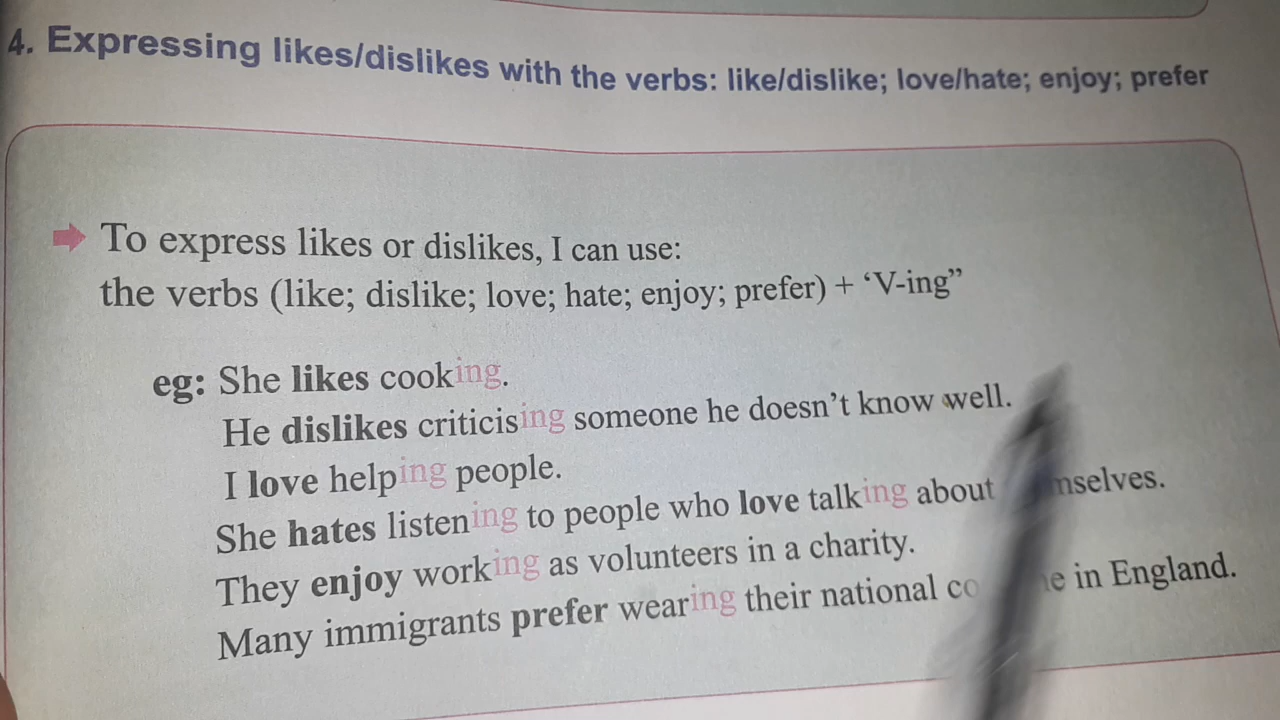 4. Expressing likes/dislikes with the verbs: like/dislike; love/hate; enjoy; prefer
To express likes or dislikes, I can use:
the verbs (like; dislike; love; hate; enjoy; prefer) + ‘V-ing”
eg: She likes cooking.
He dislikes criticising someone he doesn’t know well.
I love helping people.
She hates listening to people who love talking about
They enjoy working as volunteers in a charity.
Many immigrants prefer wearing their national in England.